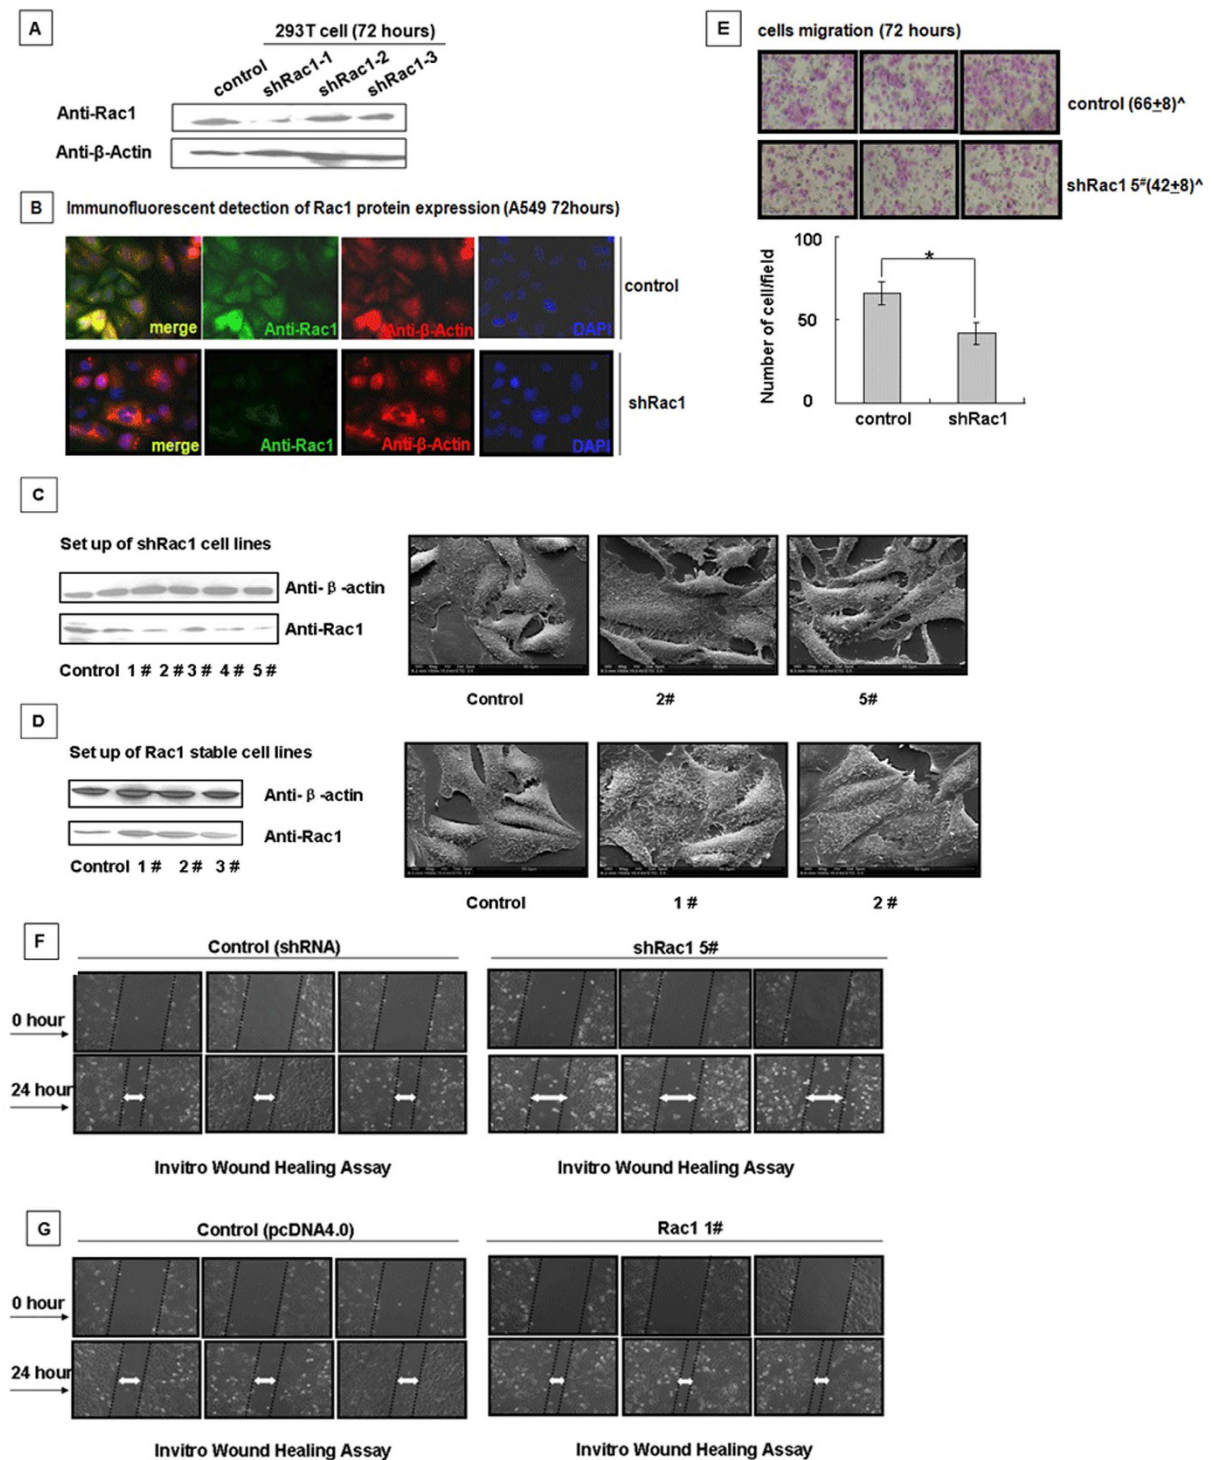 A
293T cell (72 hours)
control
shRac1-1
shRac1-2
shRac1-3
Anti-Rac1
Anti-β-Actin
B
Immunofluorescent detection of Rac1 protein expression (A549 72hours)
merge
Anti-Rac1
Anti-β-Actin
DAPI
control
merge
Anti-Rac1
Anti-β-Actin
DAPI
shRac1
E
cells migration (72 hours)
control (66±8)^
shRac1 5#(42±8)^
100
50
0
Number of cell/field
*
control
shRac1
C
Set up of shRac1 cell lines
Anti-β-actin
Anti-Rac1
Control 1 # 2 # 3 # 4 # 5 #
Control
2#
5#
D
Set up of Rac1 stable cell lines
Anti-β-actin
Anti-Rac1
Control 1 # 2 # 3 #
Control
1 #
2 #
F
Control (shRNA)
shRac1 5#
0 hour
24 hour
Invitro Wound Healing Assay
Invitro Wound Healing Assay
G
Control (pcDNA4.0)
Rac1 1#
0 hour
24 hour
Invitro Wound Healing Assay
Invitro Wound Healing Assay